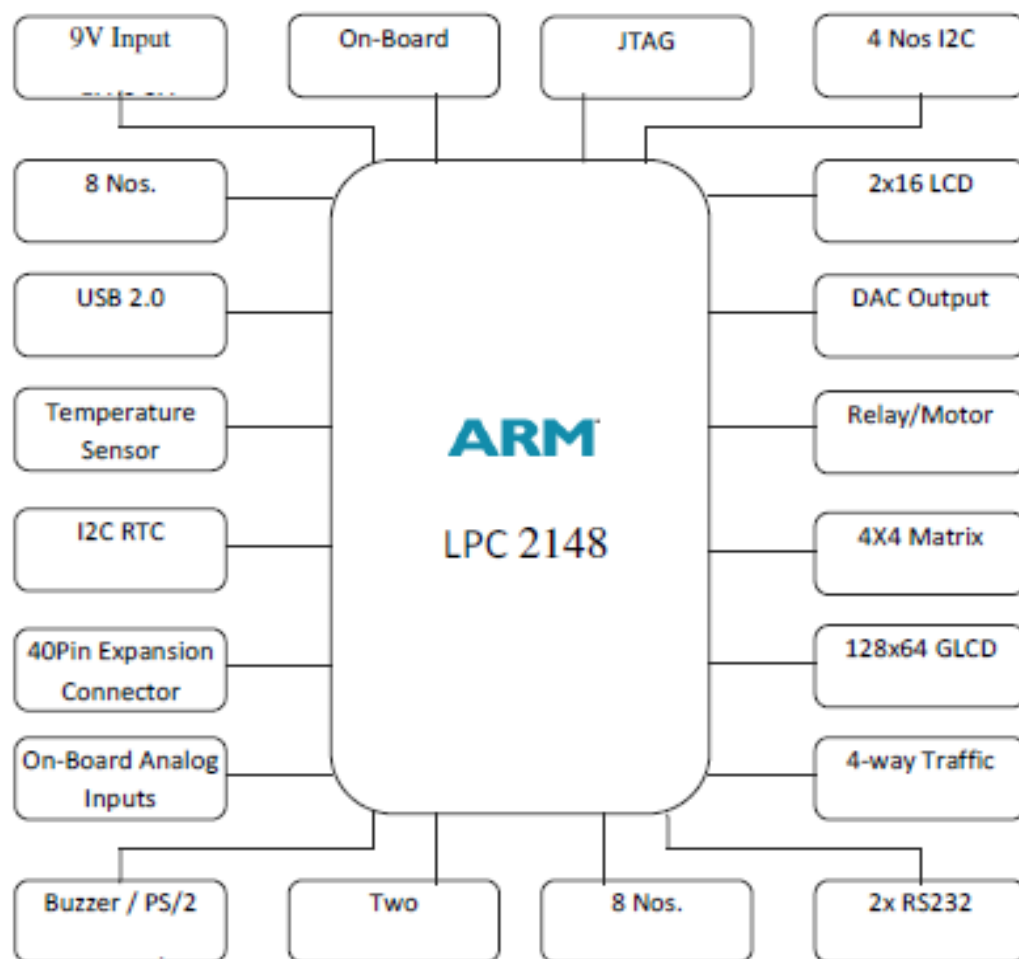 9V Input
On-Board
JTAG
4 Nos I2C
8 Nos.
2x16 LCD
USB 2.0
DAC Output
Temperature
Sensor
Relay/Motor
ARM
I2C RTC
LPC 2148
4X4 Matrix
40Pin Expansion
Connector
128x64 GLCD
On-Board Analog
Inputs
4-way Traffic
Buzzer / PS/2
Two
8 Nos.
2x RS232